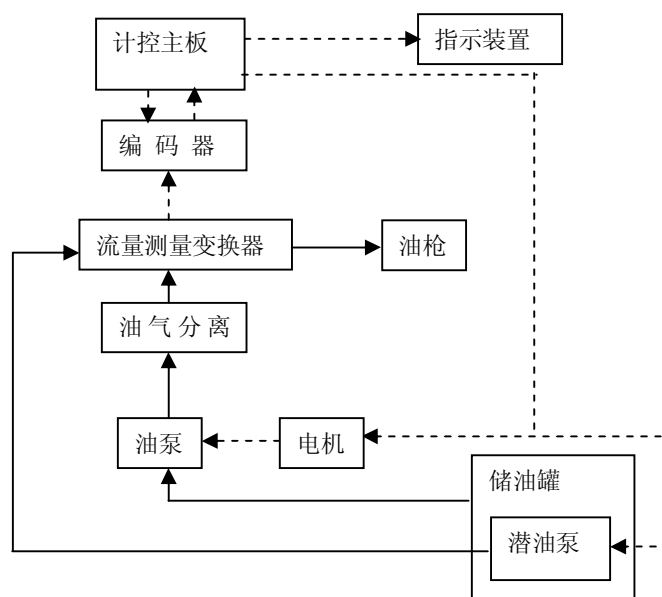 计控主板
指示装置
编 码 器
流量测量变换器
油枪
油 气 分 离
油泵
电机
储油罐
潜油泵